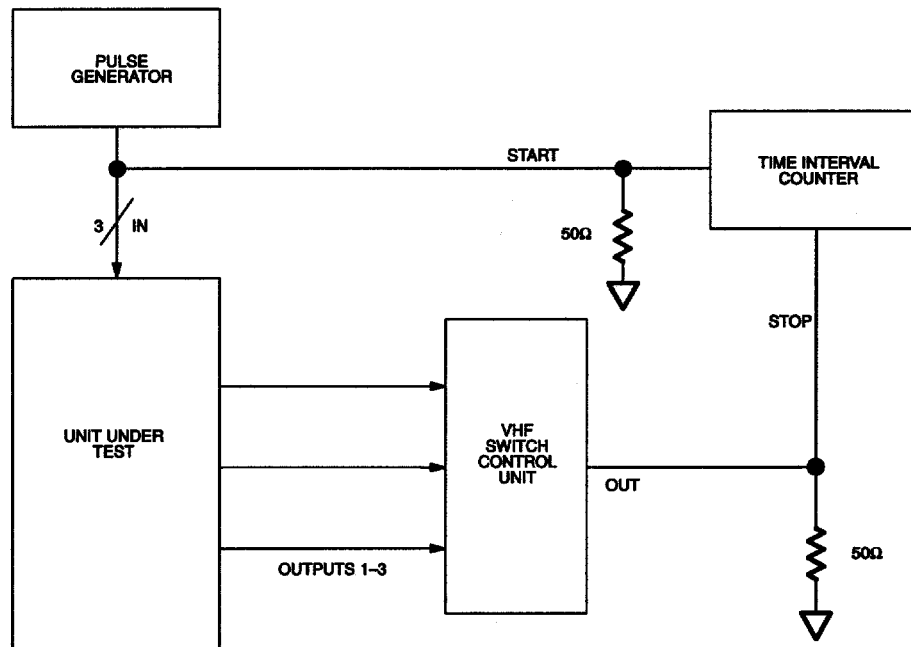 PULSE
GENERATOR
START
TIME INTERVAL
COUNTER
3 IN
50Ω
STOP
UNIT UNDER
TEST
VHF
SWITCH
CONTROL
UNIT
OUT
OUTPUTS 1–3
50Ω